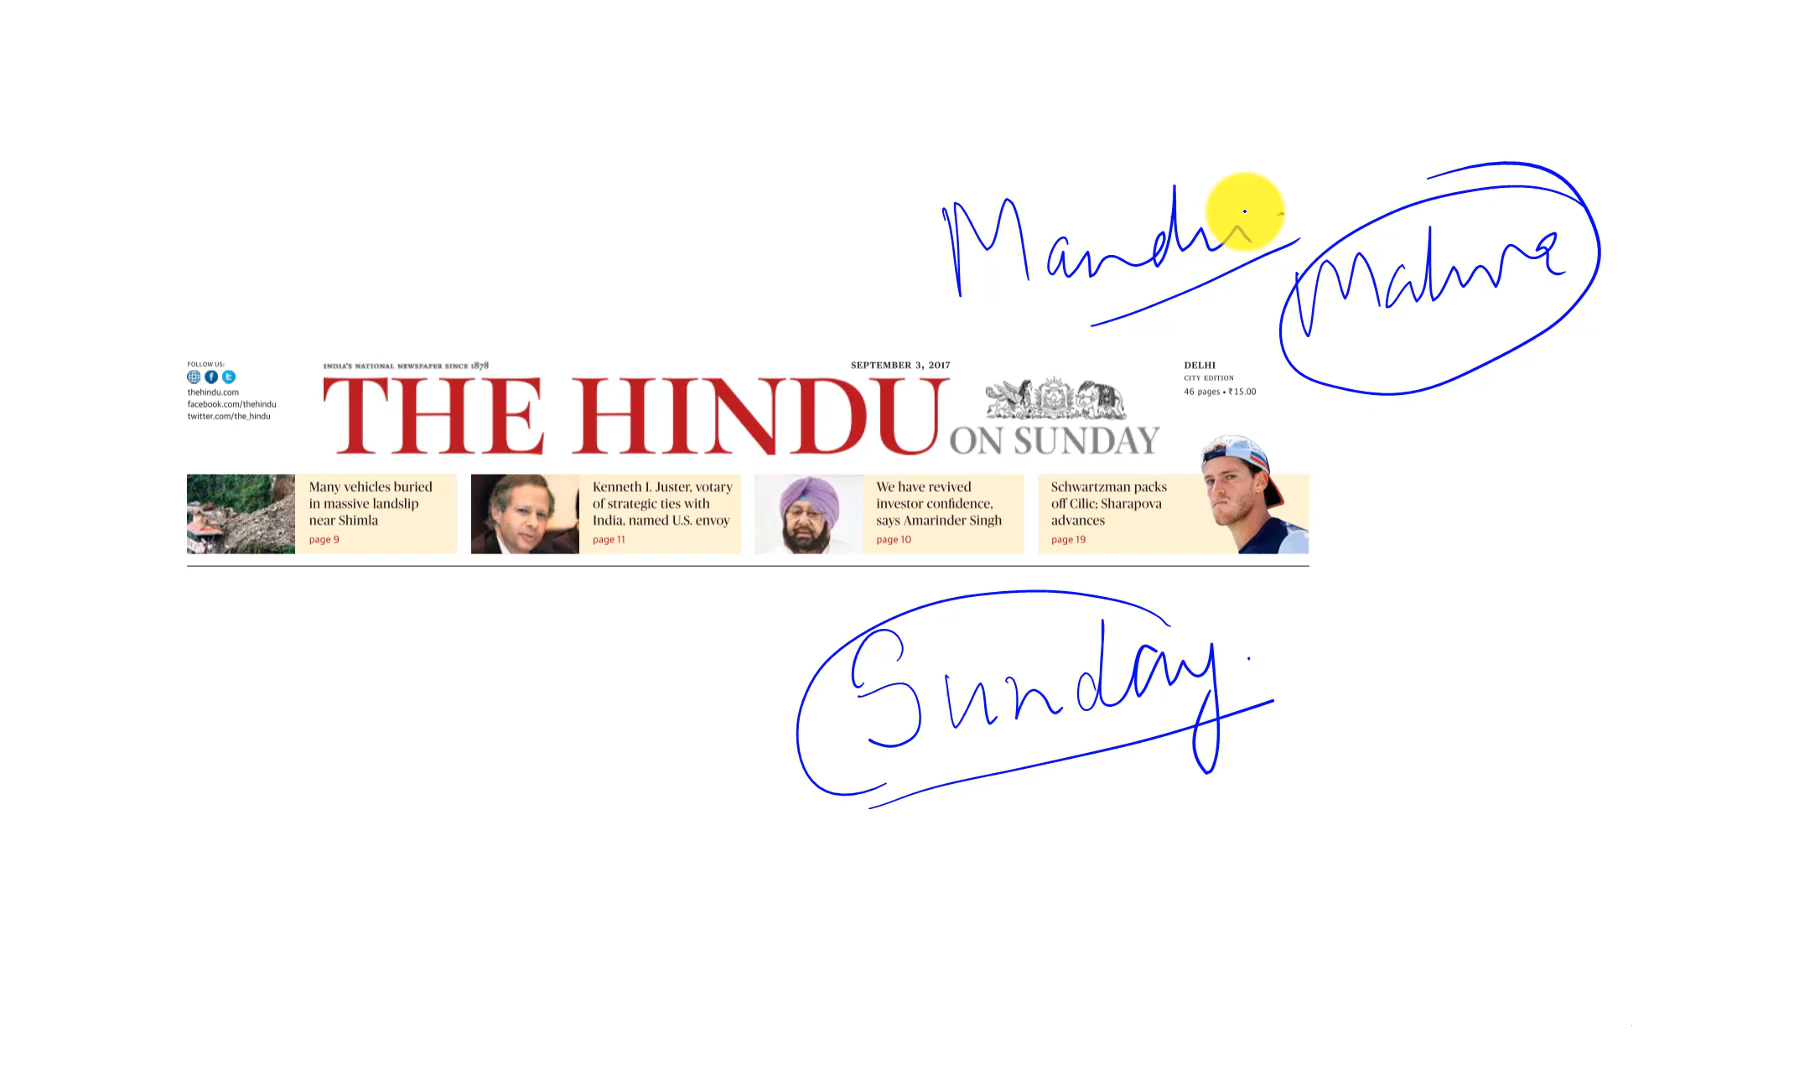 Mandir
Malwa
FOLLOW US:
thehindu.com
facebook.com/thehindu
twitter.com/the_hindu
INDIA'S NATIONAL NEWSPAPER SINCE 1878
SEPTEMBER 3, 2017
THE HINDU
ON SUNDAY
DELHI
CITY EDITION
46 pages • ₹15.00
Many vehicles buried
in massive landslip
near Shimla
page 9
Kenneth I. Juster, votary
of strategic ties with
India, named U.S. envoy
page 11
We have revived
investor confidence,
says Amarinder Singh
page 10
Schwartzman packs
off Cilic; Sharapova
advances
page 19
Sunday.